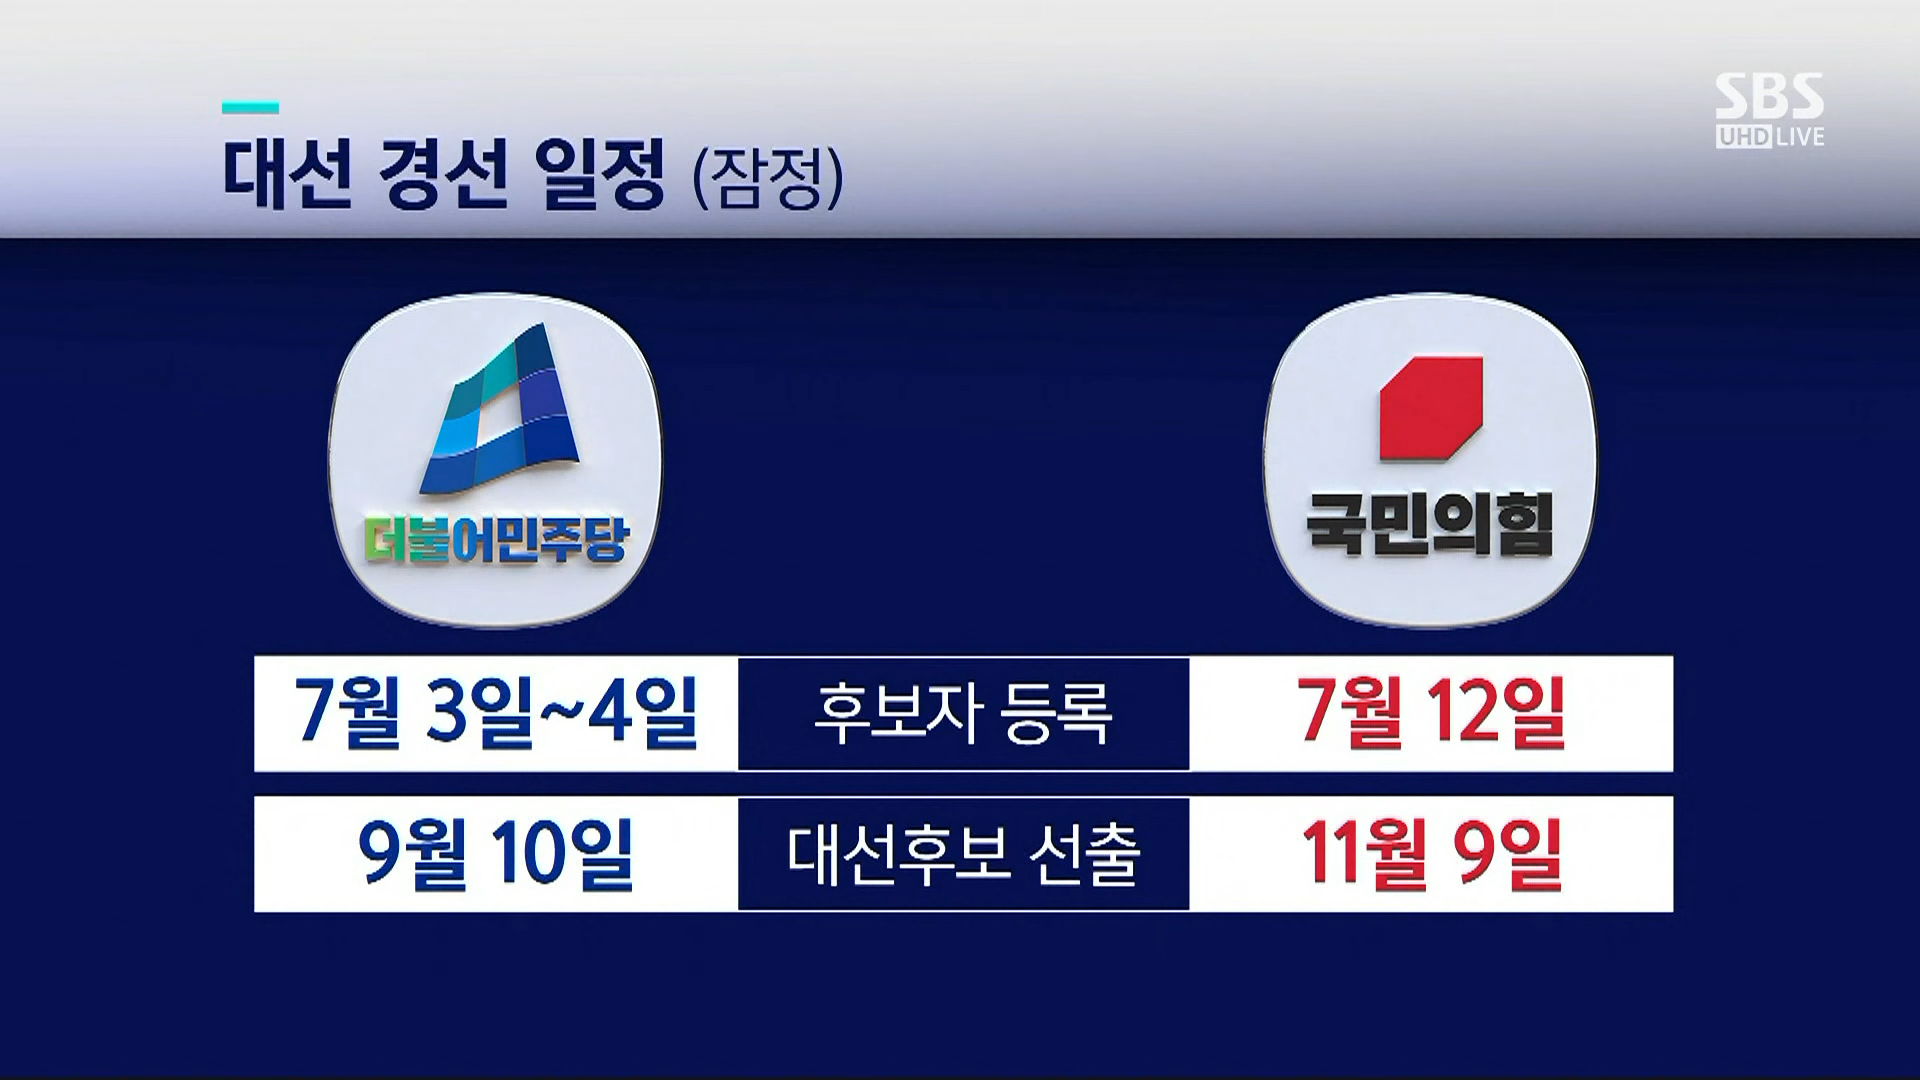 SBS
UHD LIVE
대선 경선 일정 (잠정)
더불어민주당
국민의힘
7월 3일~4일 후보자 등록 7월 12일
9월 10일 대선후보 선출 11월 9일